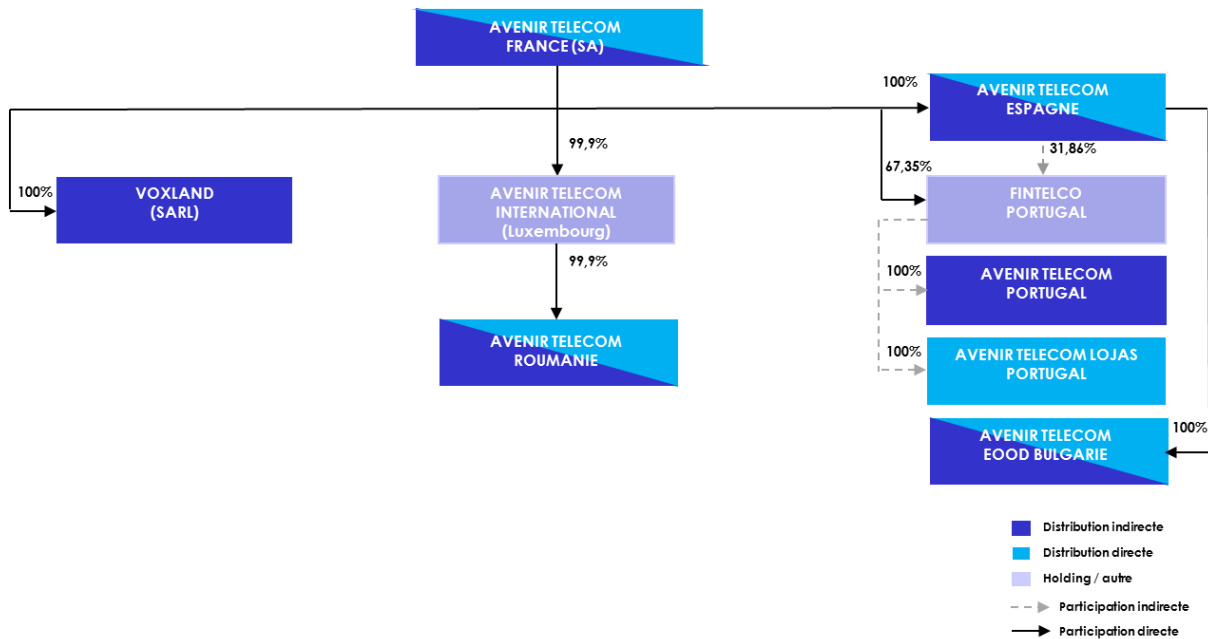 AVENIR TELECOM
FRANCE (SA)
100%
AVENIR TELECOM
ESPAGNE
99,9%
31,86%
67,35%
100%
VOXLAND
(SARL)
AVENIR TELECOM
INTERNATIONAL
(Luxembourg)
FINTELCO
PORTUGAL
99,9%
100%
AVENIR TELECOM
PORTUGAL
AVENIR TELECOM
ROUMANIE
100%
AVENIR TELECOM LOJAS
PORTUGAL
AVENIR TELECOM
EOOD BULGARIE
100%
Distribution indirecte
Distribution directe
Holding / autre
Participation indirecte
Participation directe